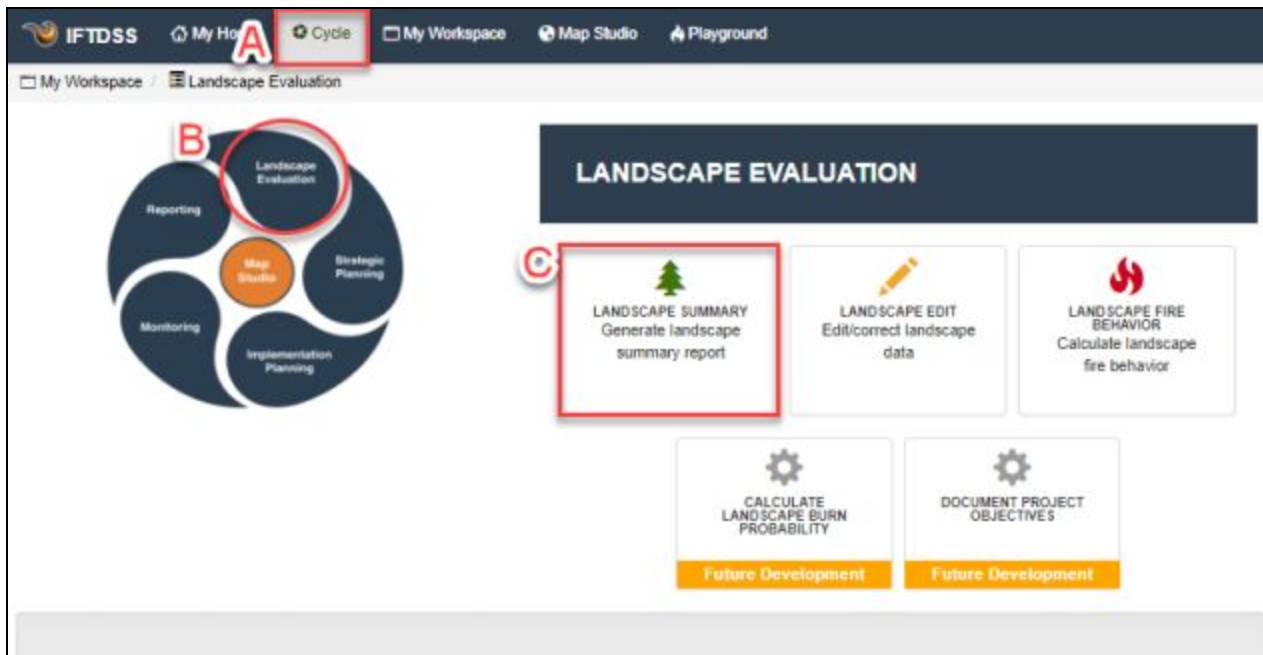 IFTDSS My Ho A Cycle My Workspace Map Studio Playground
My Workspace / Landscape Evaluation
B
Landscape
Evaluation
Reporting
Map
Studio
Strategic
Planning
Monitoring
Implementation
Planning
LANDSCAPE EVALUATION
C
LANDSCAPE SUMMARY
Generate landscape
summary report
LANDSCAPE EDIT
Edit/correct landscape
data
LANDSCAPE FIRE
BEHAVIOR
Calculate landscape
fire behavior
CALCULATE
LANDSCAPE BURN
PROBABILITY
Future Development
DOCUMENT PROJECT
OBJECTIVES
Future Development